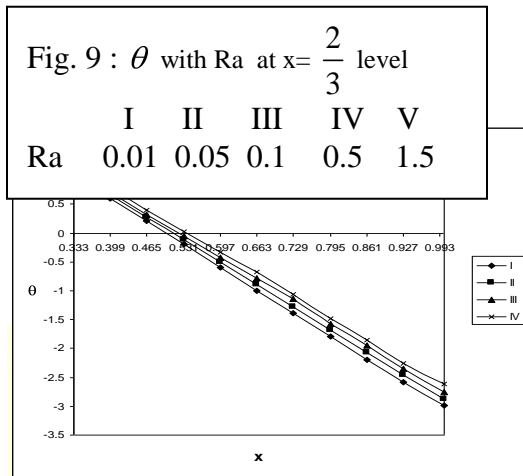 Fig. 9 : θ with Ra at x= 2/3 level
I II III IV V
Ra 0.01 0.05 0.1 0.5 1.5
0.5
0
-0.5
-1
-1.5
-2
-2.5
-3
-3.5
0.333 0.399 0.465 0.531 0.597 0.663 0.729 0.795 0.861 0.927 0.993
θ
x
I
II
III
IV